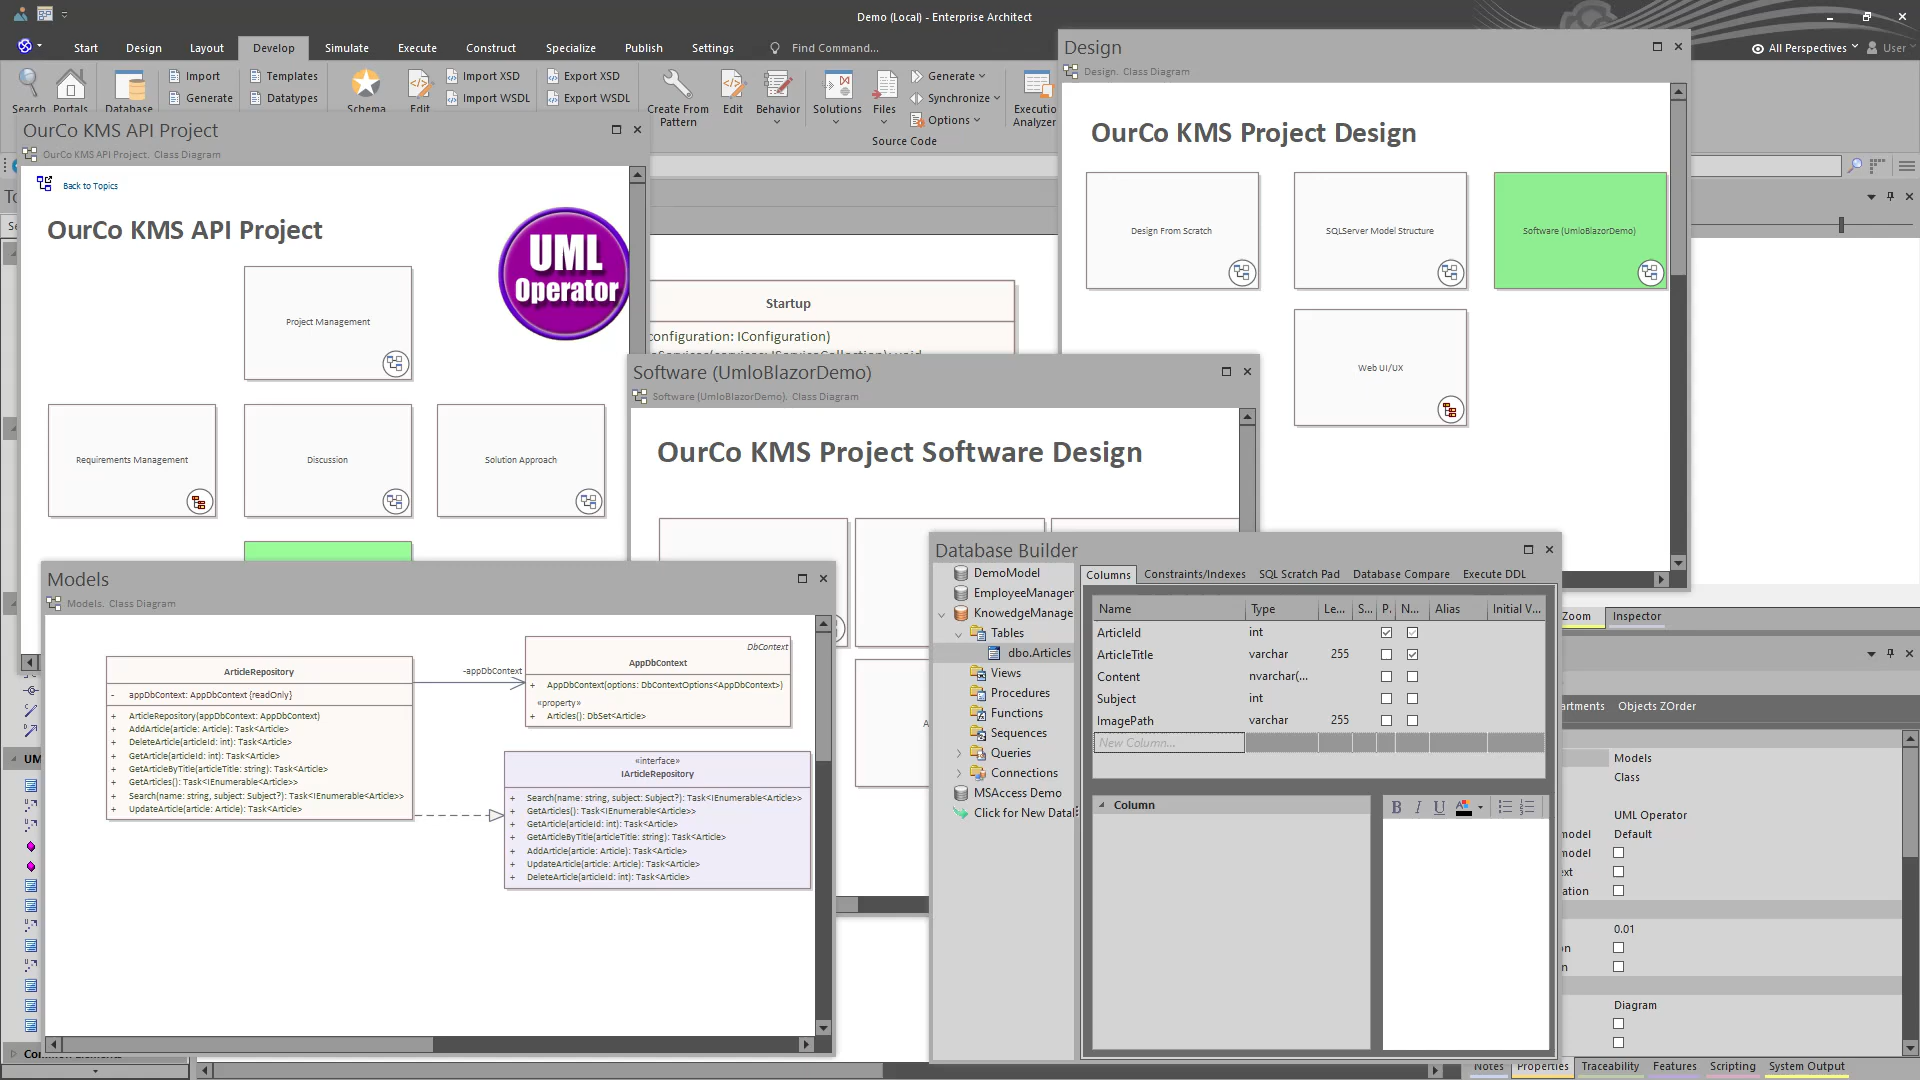 Demo (Local) - Enterprise Architect
Start
Design
Layout
Develop
Simulate
Execute
Construct
Specialize
Publish
Settings
Find Command...
All Perspectives
User
Search
Portals
Database
Import
Generate
Templates
Datatypes
Schema
Edit
Import XSD
Import WSDL
Export XSD
Export WSDL
Create From
Pattern
Edit
Behavior
Solutions
Files
Generate
Synchronize
Options
Source Code
Analyzer
OurCo KMS API Project
OurCo KMS API Project. Class Diagram
Back to Topics
OurCo KMS API Project
UML
Operator
Project Management
Requirements Management
Discussion
Solution Approach
Startup
configuration: IConfiguration)
Design
Design. Class Diagram
OurCo KMS Project Design
Design From Scratch
SQLServer Model Structure
Software (UmloBlazorDemo)
Web UI/UX
Software (UmloBlazorDemo)
Software (UmloBlazorDemo). Class Diagram
OurCo KMS Project Software Design
Models
Models. Class Diagram
ArticleRepository
- appDbContext: AppDbContext {readOnly}
+ ArticleRepository(appDbContext: AppDbContext)
+ AddArticle(article: Article): Task<Article>
+ DeleteArticle(articleId: int): Task<Article>
+ GetArticle(articleId: int): Task<Article>
+ GetArticleByTitle(articleTitle: string): Task<Article>
+ GetArticles(): Task<IEnumerable<Article>>
+ Search(name: string, subject: Subject?): Task<IEnumerable<Article>>
+ UpdateArticle(article: Article): Task<Article>
-appDbContext
DbContext
AppDbContext
+ AppDbContext(options: DbContextOptions<AppDbContext>)
«property»
+ Articles(): DbSet<Article>
«interface»
IArticleRepository
+ Search(name: string, subject: Subject?): Task<IEnumerable<Article>>
+ GetArticles(): Task<IEnumerable<Article>>
+ GetArticle(articleId: int): Task<Article>
+ GetArticleByTitle(articleTitle: string): Task<Article>
+ AddArticle(article: Article): Task<Article>
+ UpdateArticle(article: Article): Task<Article>
+ DeleteArticle(articleId: int): Task<Article>
Database Builder
DemoModel
EmployeeManager
KnowedgeManage
Tables
dbo.Articles
Views
Procedures
Functions
Sequences
Queries
Connections
MSAccess Demo
Click for New Datal
Columns
Constraints/Indexes
SQL Scratch Pad
Database Compare
Execute DDL
Name Type Le... S... P. N... Alias Initial V...
ArticleId int
ArticleTitle varchar 255
Content nvarchar(...
Subject int
ImagePath varchar 255
New Column...
Column
B I U A
Zoom
Inspector
artments
Objects ZOrder
Models
Class
UML Operator
model Default
model
ext
ation
0.01
on
n
Diagram
Notes
Properties
Traceability
Features
Scripting
System Output